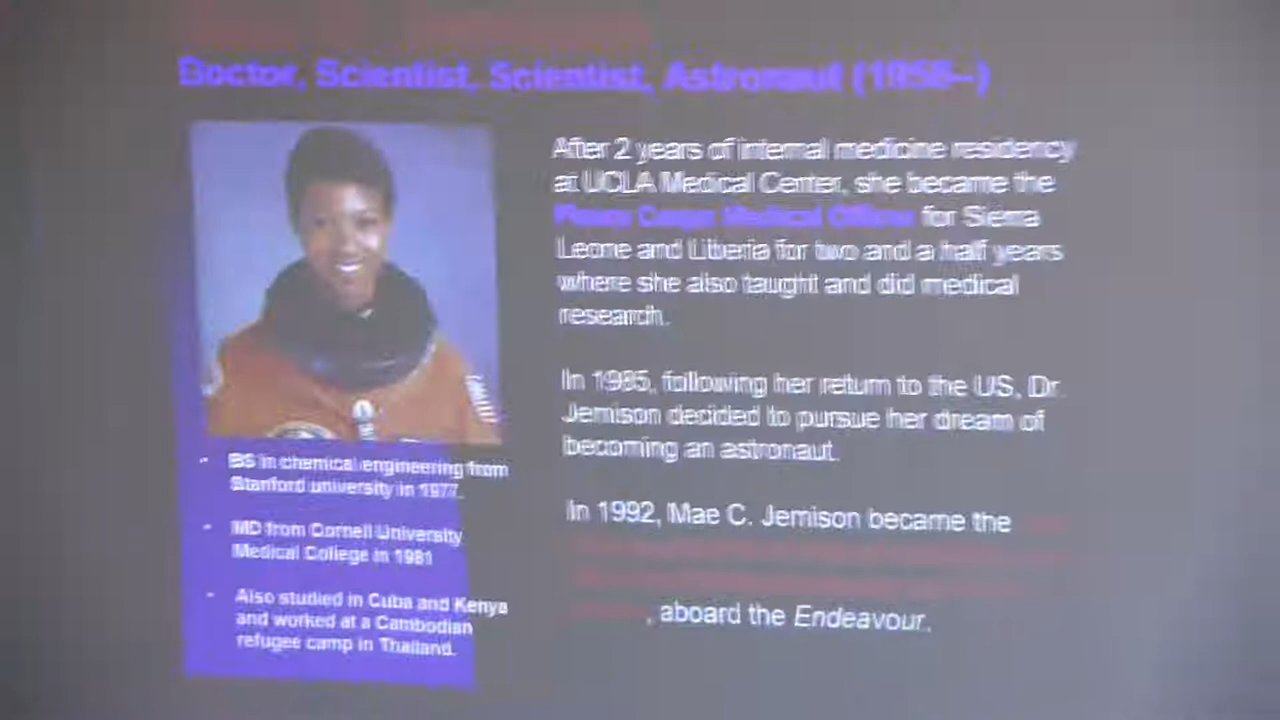 Doctor, Scientist, Scientist, Astronaut (1956–)
After 2 years of internal medicine residency
at UCLA Medical Center, she became the
Peace Corps Medical Officer for Sierra
Leone and Liberia for two and a half years
where she also taught and did medical
research.
In 1985, following her return to the US, Dr.
Jemison decided to pursue her dream of
becoming an astronaut.
In 1992, Mae C. Jemison became the
, aboard the Endeavour.
- BS in chemical engineering from
Stanford university in 1977.
- MD from Cornell University
Medical College in 1981
- Also studied in Cuba and Kenya
and worked at a Cambodian
refugee camp in Thailand.